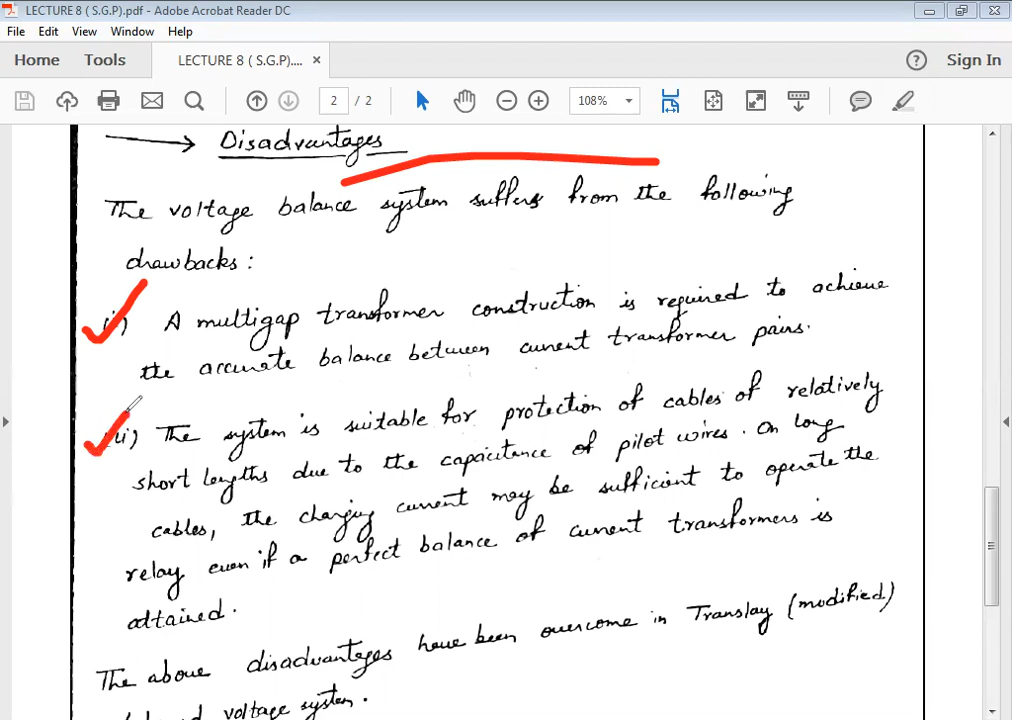 LECTURE 8 ( S.G.P).pdf - Adobe Acrobat Reader DC
File Edit View Window Help
Home Tools LECTURE 8 ( S.G.P).... × Sign In
2 / 2 108%
Disadvantages
The voltage balance system suffers from the following
drawbacks :
(i) A multigap transformer construction is required to achieve
the accurate balance between current transformer pairs.
(ii) The system is suitable for protection of cables of relatively
short lengths due to the capacitance of pilot wires. On long
cables, the charging current may be sufficient to operate the
relay even if a perfect balance of current transformers is
attained.
The above disadvantages have been overcome in Translay (modified)
voltage system.